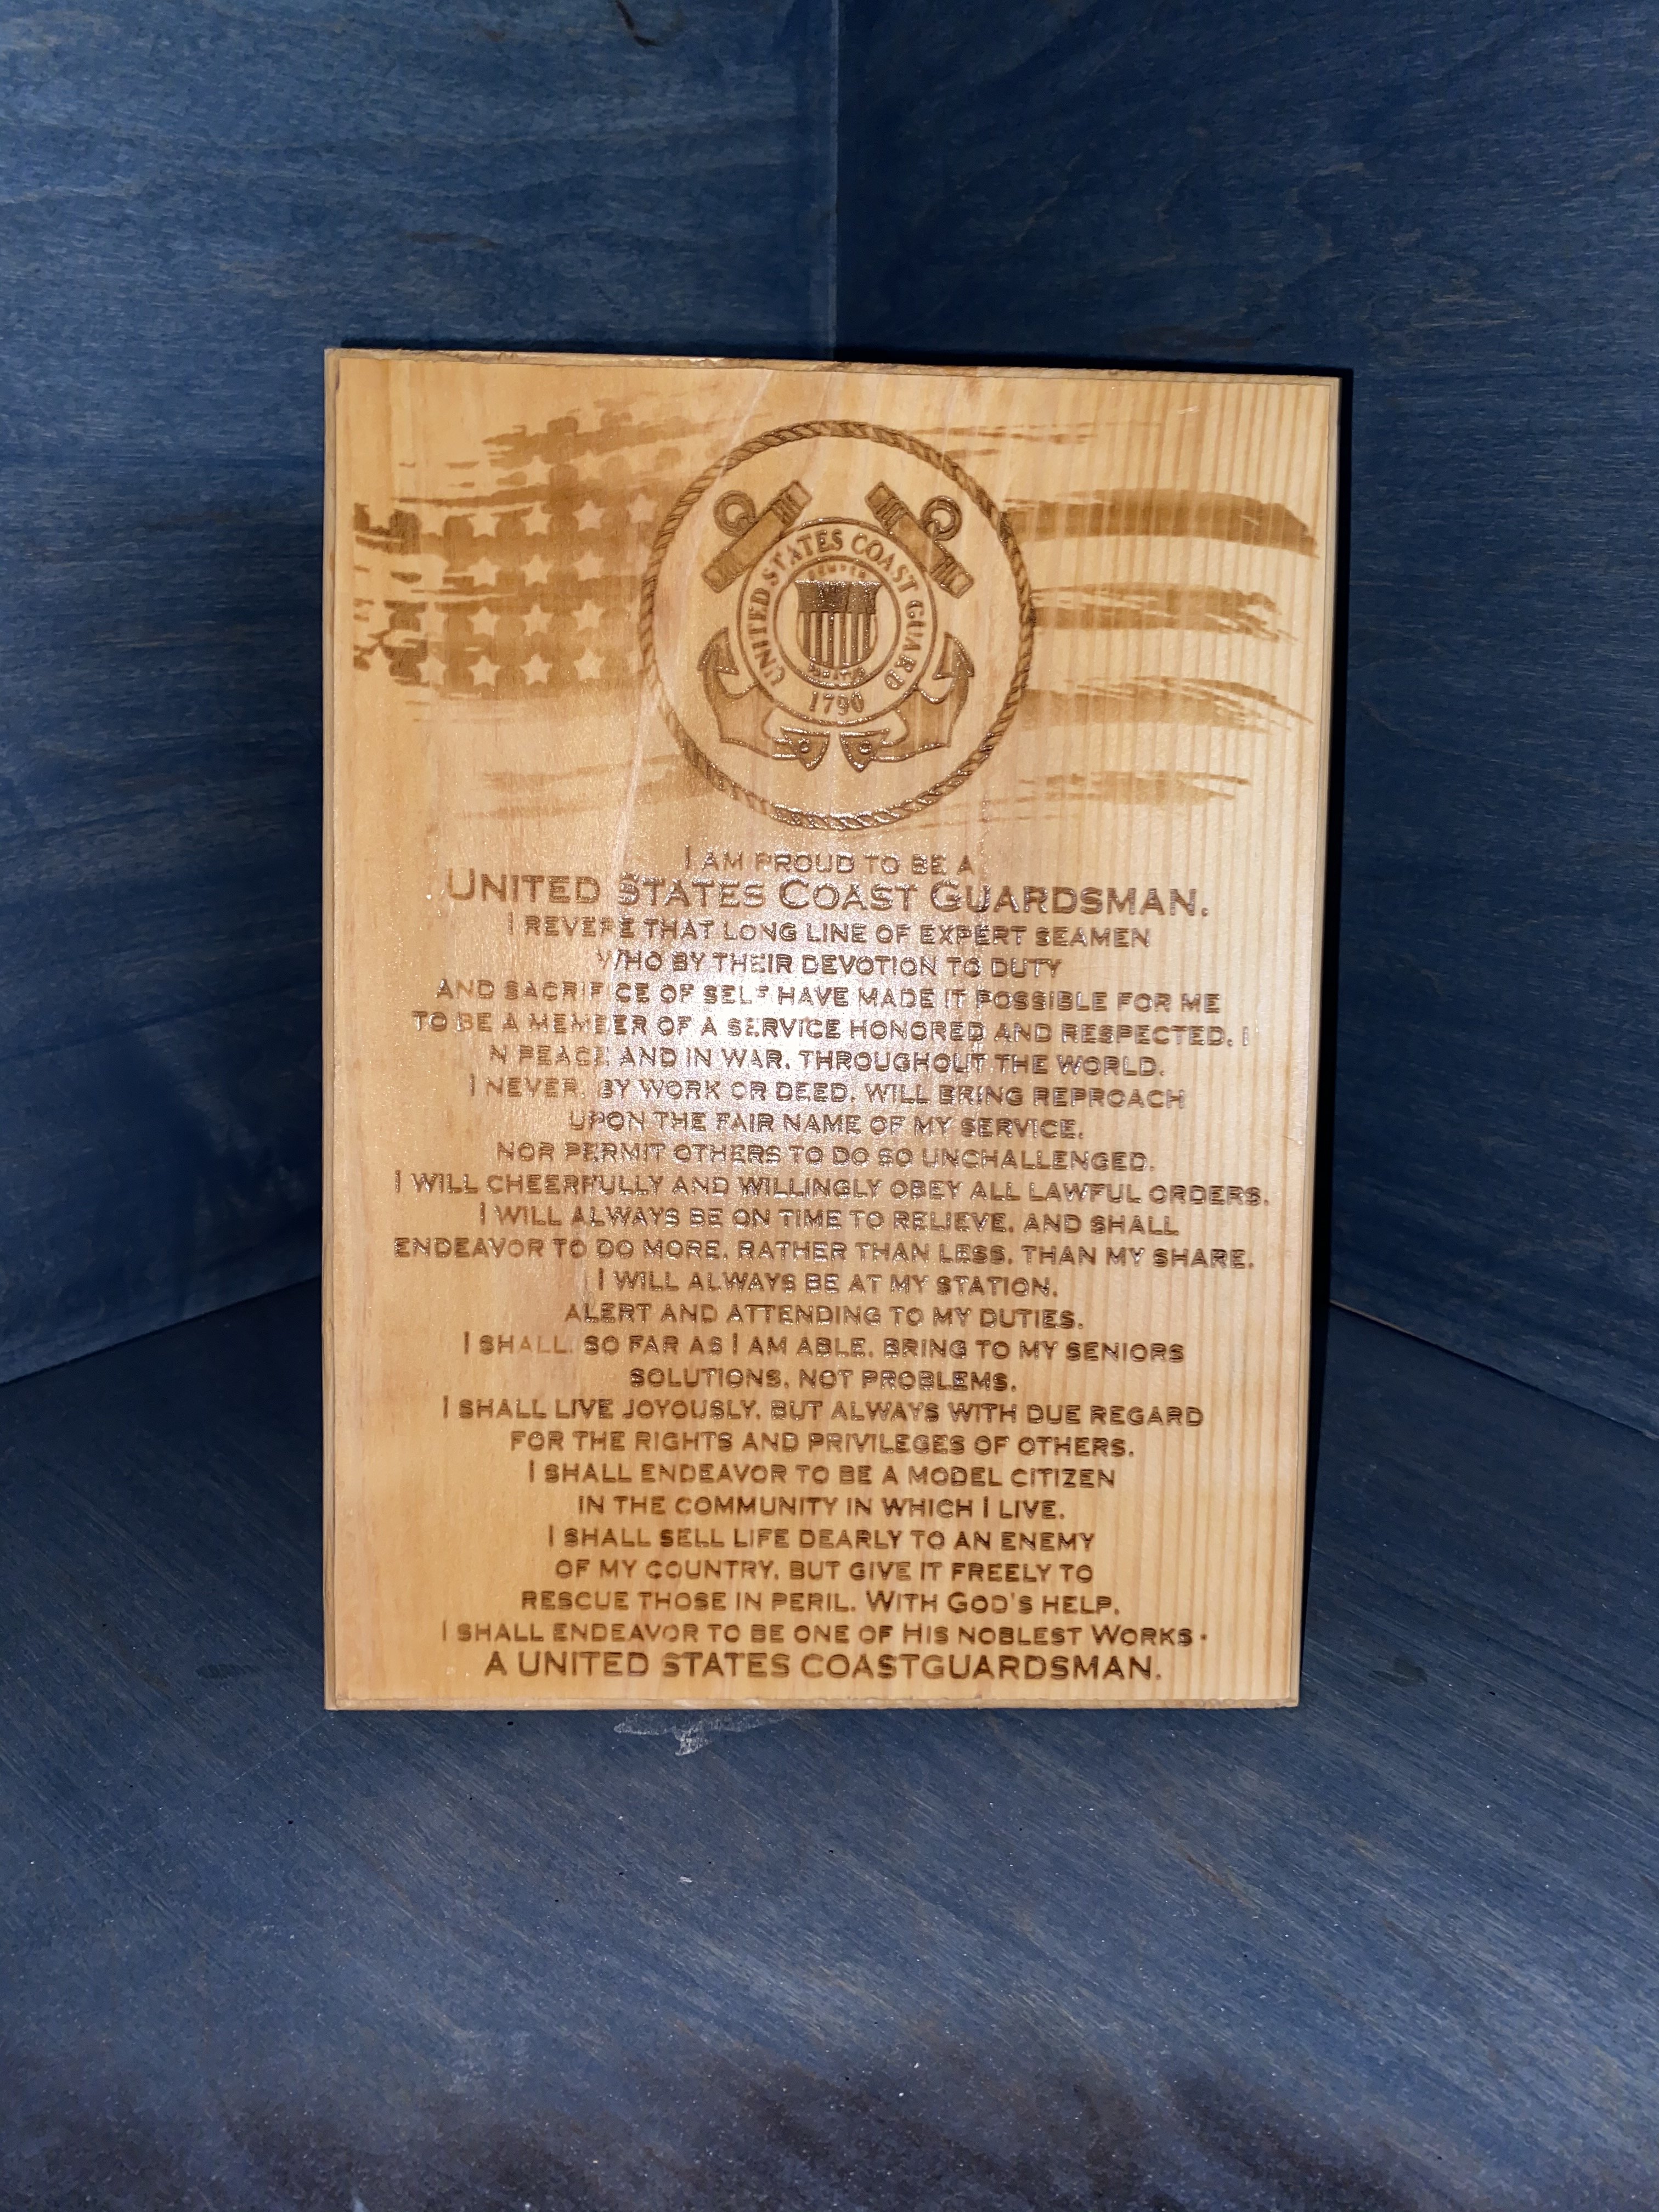 UNITED STATES COAST GUARD
SEMPER
PARATUS
1790
I AM PROUD TO BE A
UNITED STATES COAST GUARDSMAN.
I REVERE THAT LONG LINE OF EXPERT SEAMEN
WHO BY THEIR DEVOTION TO DUTY
AND SACRIFICE OF SELF HAVE MADE IT POSSIBLE FOR ME
TO BE A MEMBER OF A SERVICE HONORED AND RESPECTED, I
N PEACE AND IN WAR, THROUGHOUT THE WORLD.
I NEVER, BY WORK OR DEED, WILL BRING REPROACH
UPON THE FAIR NAME OF MY SERVICE,
NOR PERMIT OTHERS TO DO SO UNCHALLENGED.
I WILL CHEERFULLY AND WILLINGLY OBEY ALL LAWFUL ORDERS.
I WILL ALWAYS BE ON TIME TO RELIEVE, AND SHALL
ENDEAVOR TO DO MORE, RATHER THAN LESS, THAN MY SHARE.
I WILL ALWAYS BE AT MY STATION,
ALERT AND ATTENDING TO MY DUTIES.
I SHALL, SO FAR AS I AM ABLE, BRING TO MY SENIORS
SOLUTIONS, NOT PROBLEMS.
I SHALL LIVE JOYOUSLY, BUT ALWAYS WITH DUE REGARD
FOR THE RIGHTS AND PRIVILEGES OF OTHERS.
I SHALL ENDEAVOR TO BE A MODEL CITIZEN
IN THE COMMUNITY IN WHICH I LIVE.
I SHALL SELL LIFE DEARLY TO AN ENEMY
OF MY COUNTRY, BUT GIVE IT FREELY TO
RESCUE THOSE IN PERIL. WITH GOD'S HELP,
I SHALL ENDEAVOR TO BE ONE OF HIS NOBLEST WORKS -
A UNITED STATES COASTGUARDSMAN.